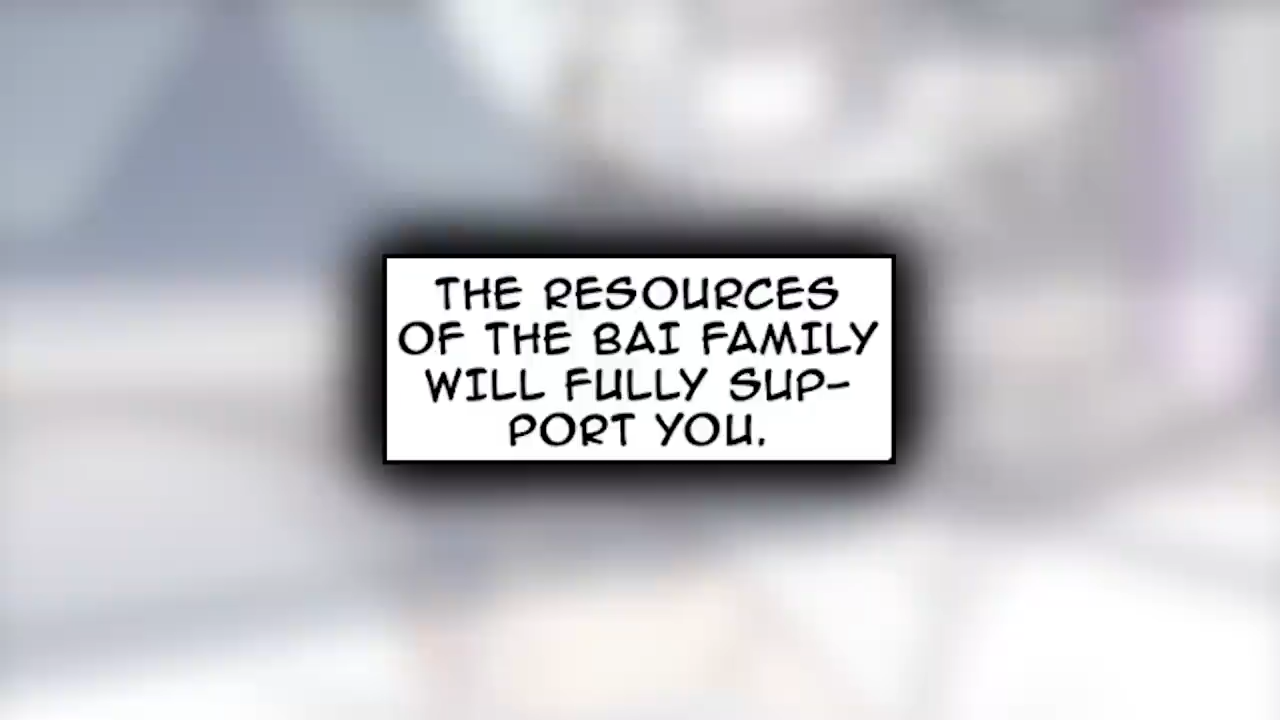 THE RESOURCES
OF THE BAI FAMILY
WILL FULLY SUP-
PORT YOU.